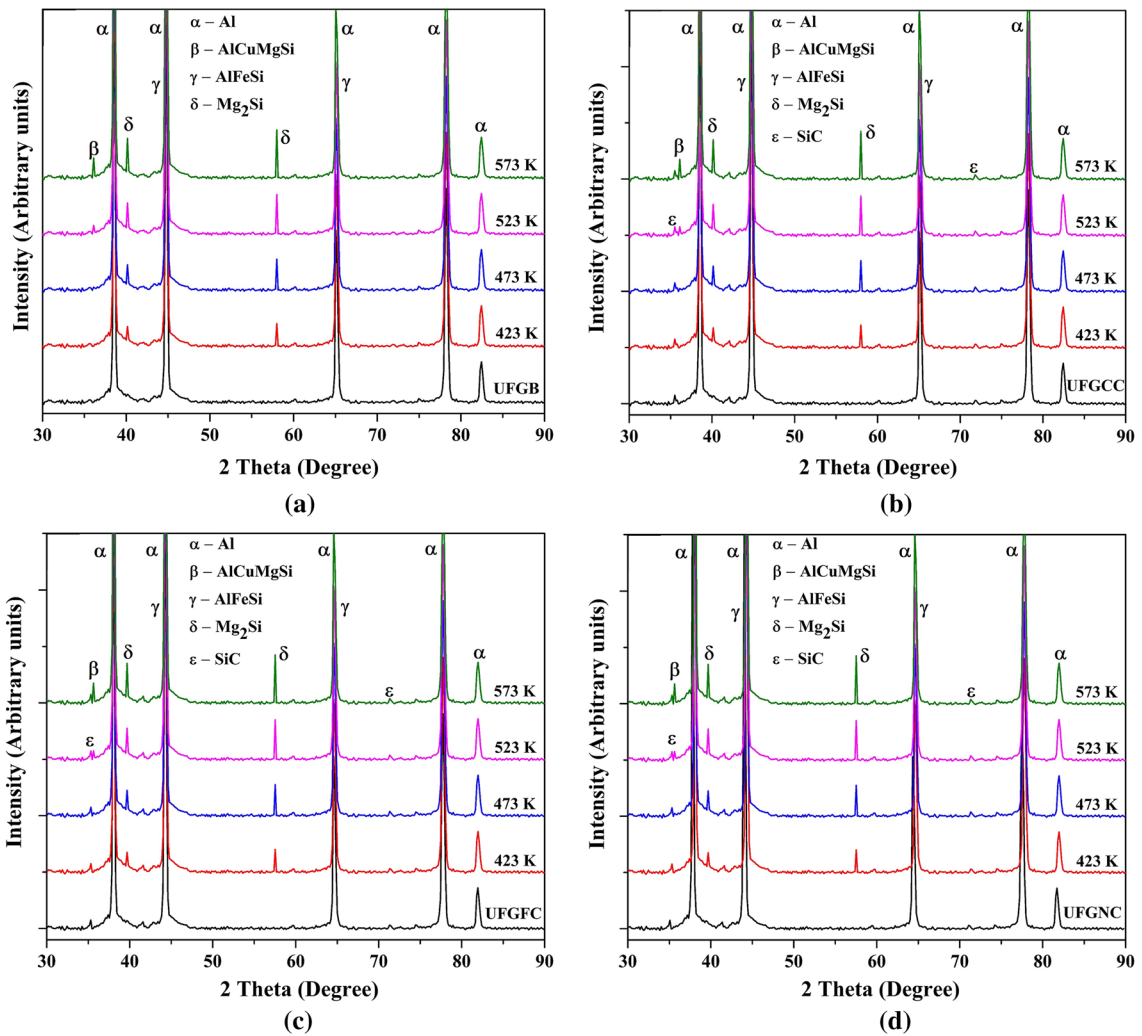 α α α α
α – Al
β – AlCuMgSi
γ γ
γ – AlFeSi
δ – Mg2Si
β δ δ α
573 K
523 K
473 K
423 K
UFGB
Intensity (Arbitrary units)
30 40 50 60 70 80 90
2 Theta (Degree)
(a)
α α α α
α – Al
β – AlCuMgSi
γ γ
γ – AlFeSi
δ – Mg2Si
ε – SiC
β δ δ ε α
573 K
ε 523 K
473 K
423 K
UFGCC
Intensity (Arbitrary units)
30 40 50 60 70 80 90
2 Theta (Degree)
(b)
α α α α
α – Al
β – AlCuMgSi
γ γ
γ – AlFeSi
δ – Mg2Si
ε – SiC
β δ δ ε α
573 K
ε 523 K
473 K
423 K
UFGFC
Intensity (Arbitrary units)
30 40 50 60 70 80 90
2 Theta (Degree)
(c)
α α α α
α – Al
β – AlCuMgSi
γ γ
γ – AlFeSi
δ – Mg2Si
ε – SiC
β δ δ ε α
573 K
ε 523 K
473 K
423 K
UFGNC
Intensity (Arbitrary units)
30 40 50 60 70 80 90
2 Theta (Degree)
(d)